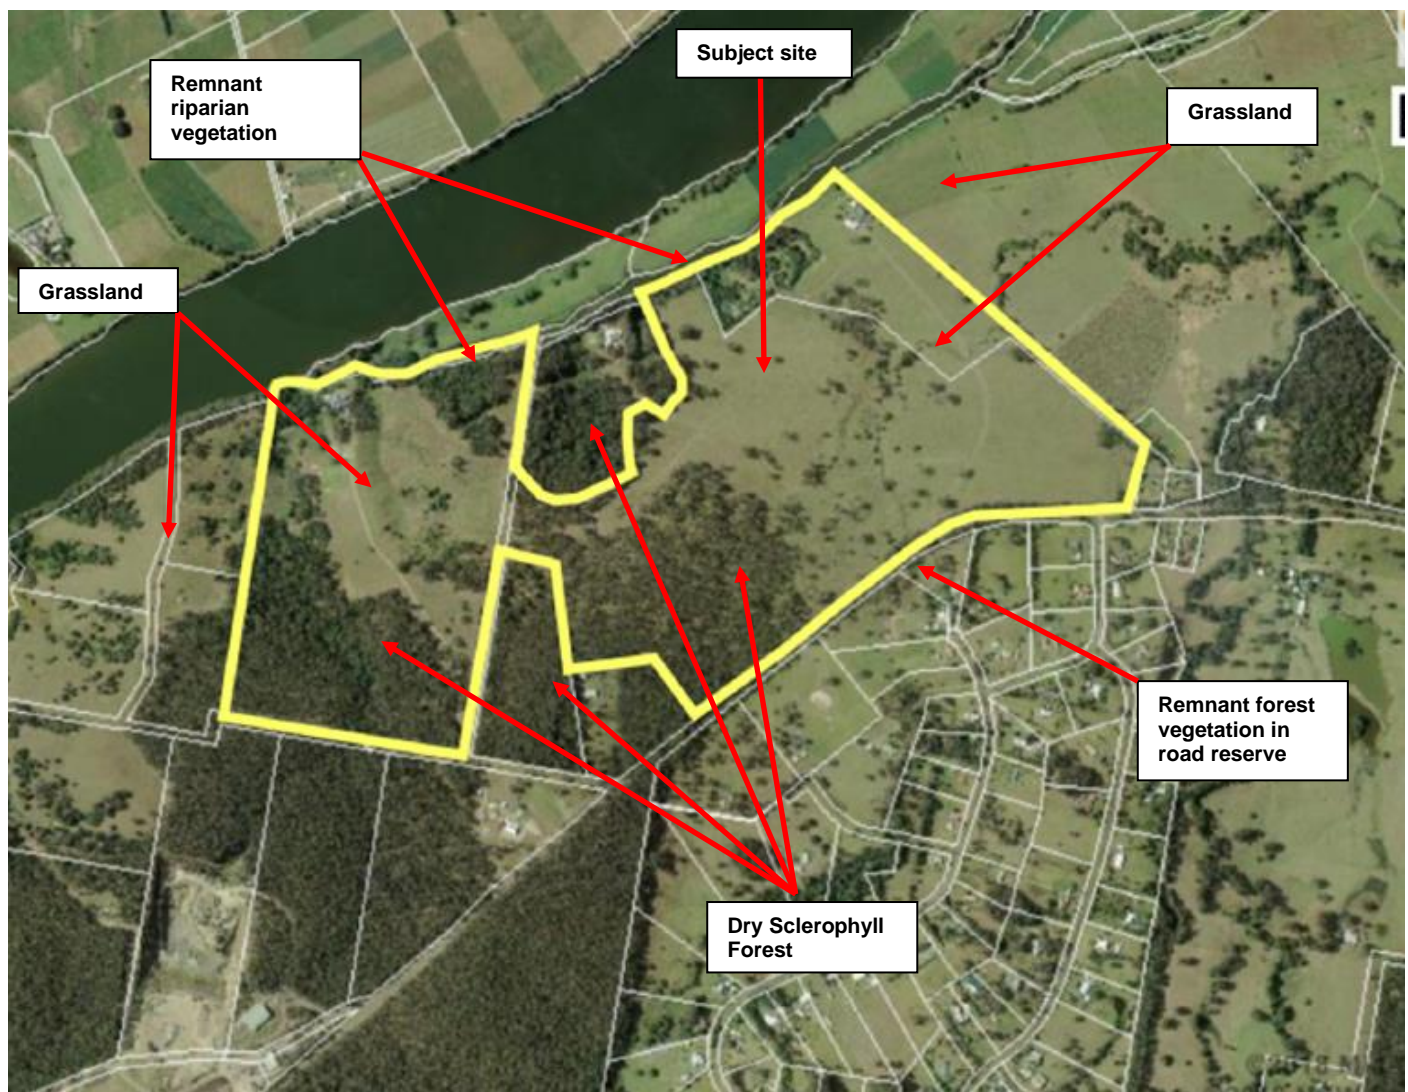 Subject site
Remnant
riparian
vegetation
Grassland
Grassland
Remnant forest
vegetation in
road reserve
Dry Sclerophyll
Forest